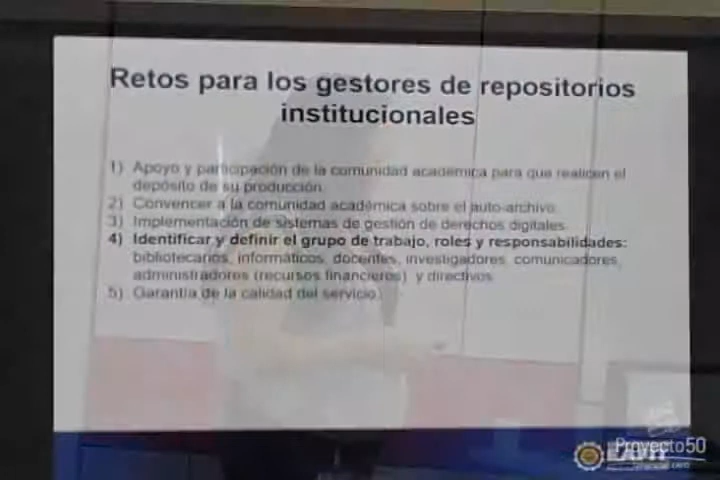 Retos para los gestores de repositorios
institucionales
1) Apoyo y participación de la comunidad académica para que realicen el
depósito de su producción.
2) Convencer a la comunidad académica sobre el auto-archivo.
3) Implementación de sistemas de gestión de derechos digitales.
4) Identificar y definir el grupo de trabajo, roles y responsabilidades:
bibliotecarios, informáticos, docentes, investigadores, comunicadores,
administradores (recursos financieros) y directivos.
5) Garantía de la calidad del servicio.
Proyecto50